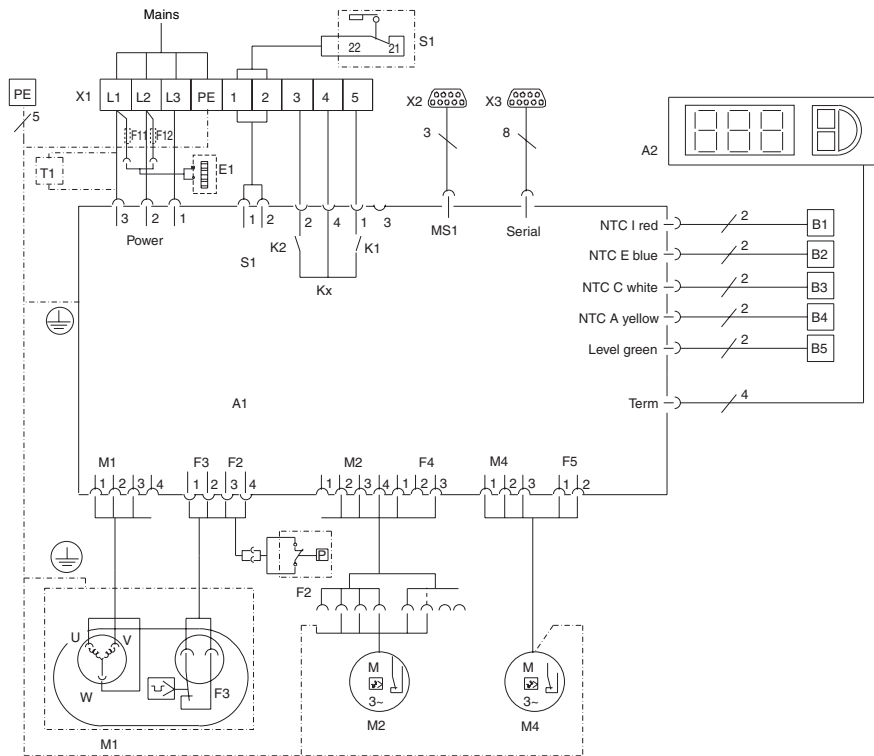 Mains
22 21 S1
PE
5
X1 L1 L2 L3 PE 1 2 3 4 5
X2 X3
A2
F11 F12
3 8
T1
E1
3 2 1
1 2
2 4 1 3
Power
S1
K2 K1
Kx
MS1 Serial
NTC I red 2 B1
NTC E blue 2 B2
NTC C white 2 B3
NTC A yellow 2 B4
Level green 2 B5
Term 4
A1
M1 F3 F2 M2 F4 M4 F5
1 2 3 4 1 2 3 4 1 2 3 4 1 2 3 1 2 3 1 2
P
F2
U V
W
F3
M
3~
M
3~
M2 M4
M1